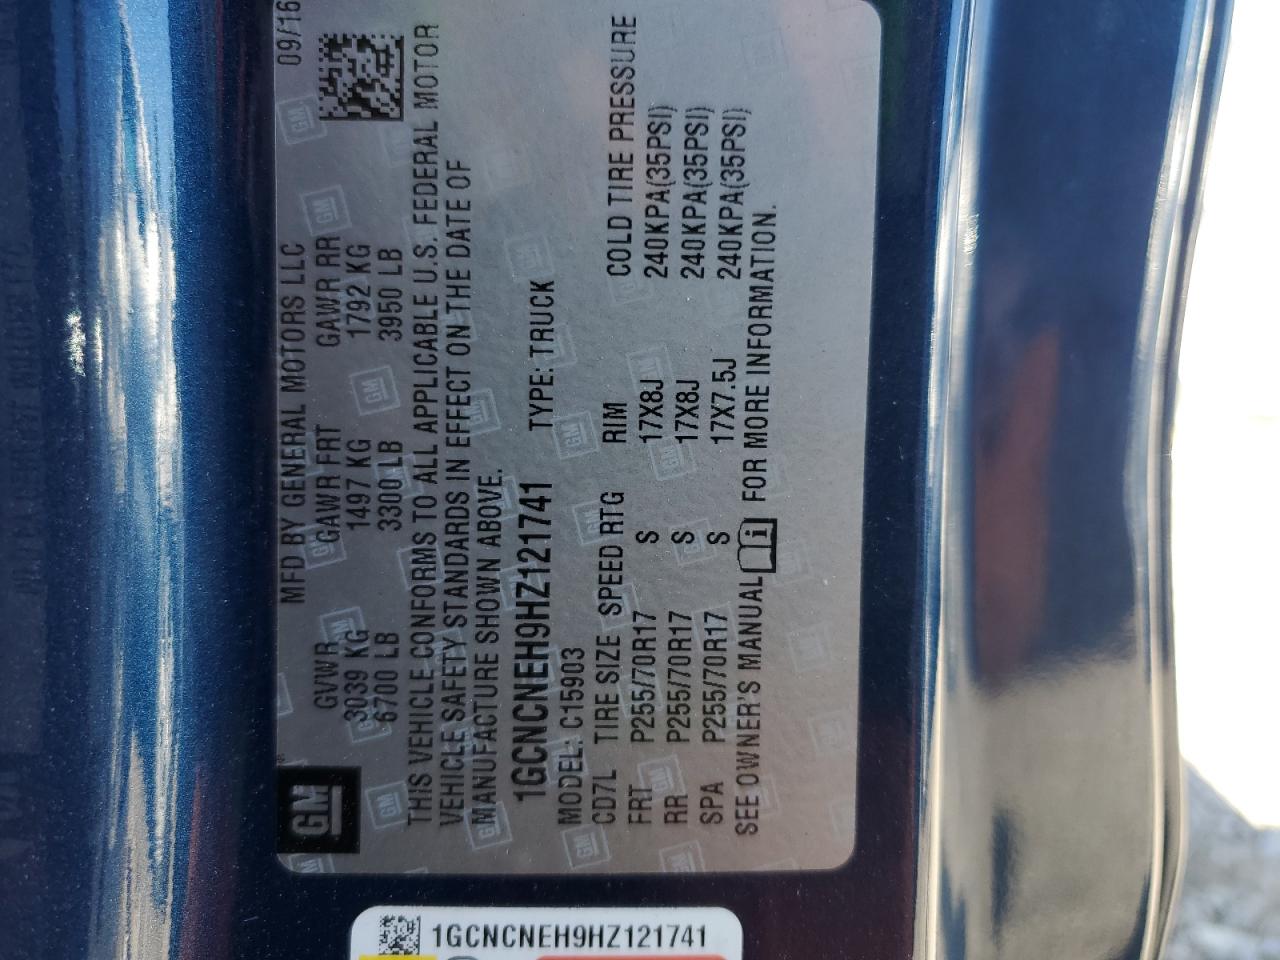 GM
MFD BY GENERAL MOTORS LLC 09/16
GVWR GAWR FRT GAWR RR
3039 KG 1497 KG 1792 KG
6700 LB 3300 LB 3950 LB
THIS VEHICLE CONFORMS TO ALL APPLICABLE U.S. FEDERAL MOTOR
VEHICLE SAFETY STANDARDS IN EFFECT ON THE DATE OF
MANUFACTURE SHOWN ABOVE.
1GCNCNEH9HZ121741 TYPE: TRUCK
MODEL: C15903
CD7L TIRE SIZE SPEED RTG RIM COLD TIRE PRESSURE
FRT P255/70R17 S 17X8J 240KPA(35PSI)
RR P255/70R17 S 17X8J 240KPA(35PSI)
SPA P255/70R17 S 17X7.5J 240KPA(35PSI)
SEE OWNER'S MANUAL i FOR MORE INFORMATION.
1GCNCNEH9HZ121741